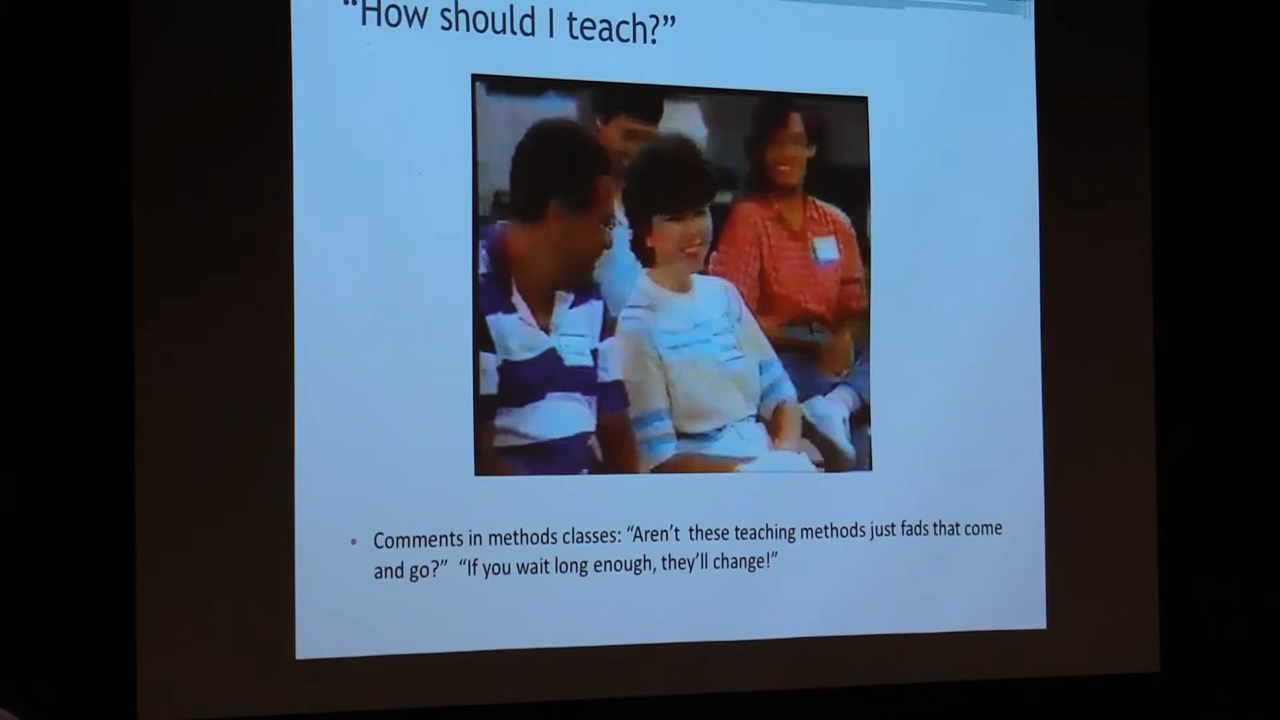 “How should I teach?”
• Comments in methods classes: “Aren’t these teaching methods just fads that come
and go?” “If you wait long enough, they’ll change!”